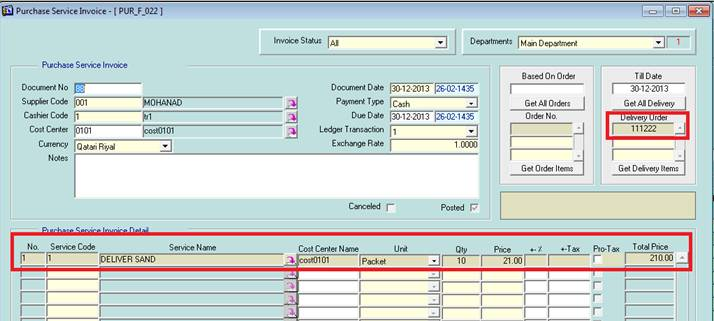 Purchase Service Invoice - [ PUR_F_022 ]
Invoice Status All
Departments Main Department 1
Purchase Service Invoice
Document No 88
Document Date 30-12-2013 26-02-1435
Supplier Code 001 MOHANAD
Payment Type Cash
Cashier Code 1 tr1
Due Date 30-12-2013 26-02-1435
Cost Center 0101 cost0101
Ledger Transaction 1
Currency Qatari Riyal
Exchange Rate 1.0000
Notes
Canceled
Posted
Based On Order
Get All Orders
Order No.
Get Order Items
Till Date
30-12-2013
Get All Delivery
Delivery Order
111222
Get Delivery Items
Purchase Service Invoice Detail
No. Service Code Service Name Cost Center Name Unit Qty Price +-% +-Tax Pro-Tax Total Price
1 1 DELIVER SAND cost0101 Packet 10 21.00 210.00